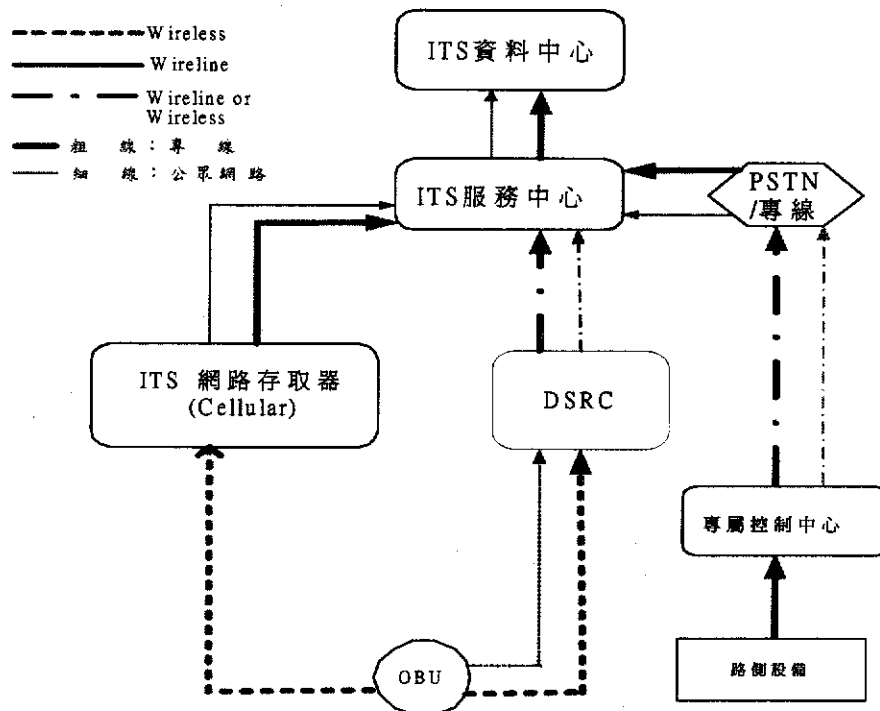 Wireless
Wireline
Wireline or
Wireless
粗 線：專 線
細 線：公眾網路
ITS資料中心
ITS服務中心
PSTN
/專線
ITS 網路存取器
(Cellular)
DSRC
專屬控制中心
OBU
路側設備